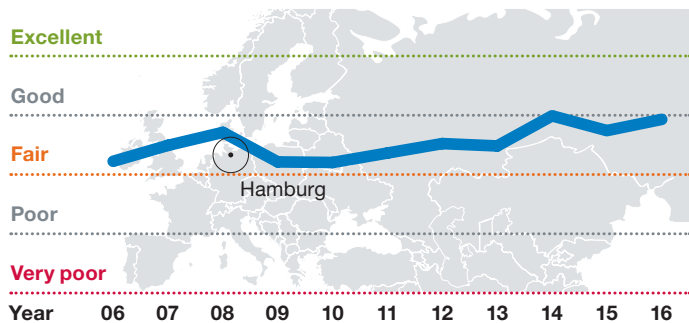 Excellent
Good
Fair
Hamburg
Poor
Very poor
Year 06 07 08 09 10 11 12 13 14 15 16